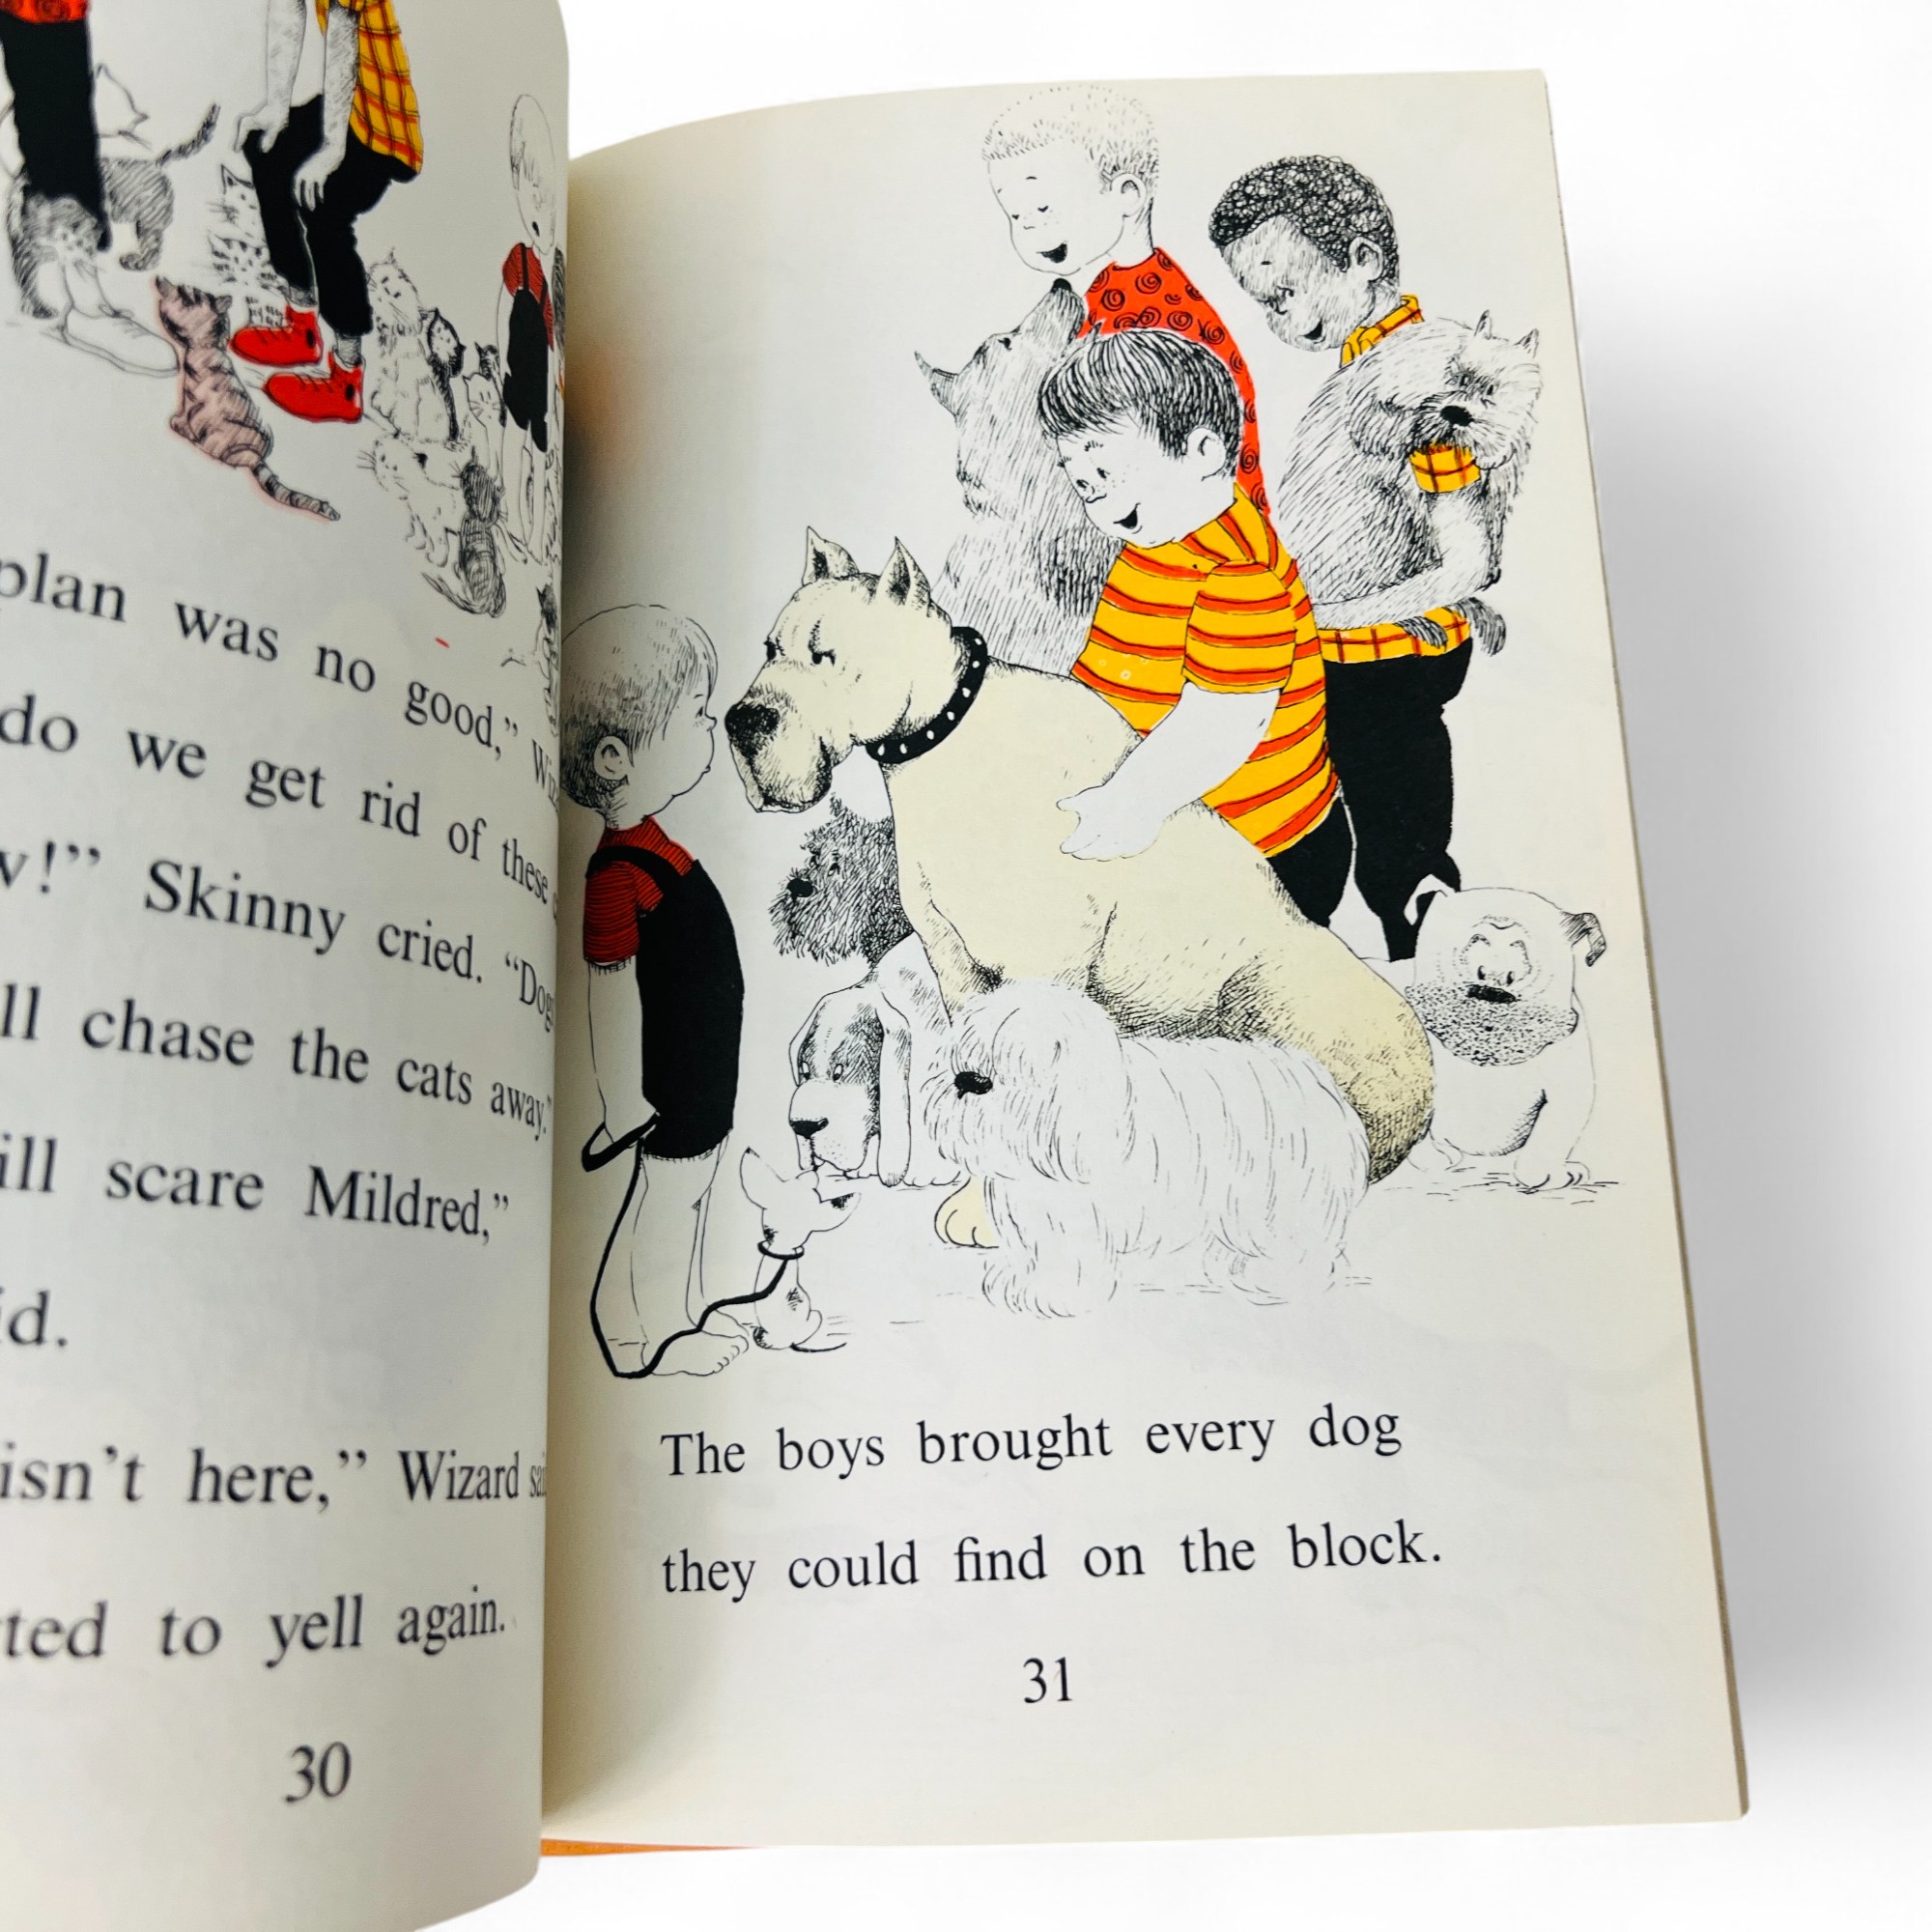 plan was no good,”
do we get rid of these
!” Skinny cried. “Dog
ll chase the cats away.”
ill scare Mildred,”
id.
isn’t here,” Wizard
ted to yell again.
30
The boys brought every dog
they could find on the block.
31